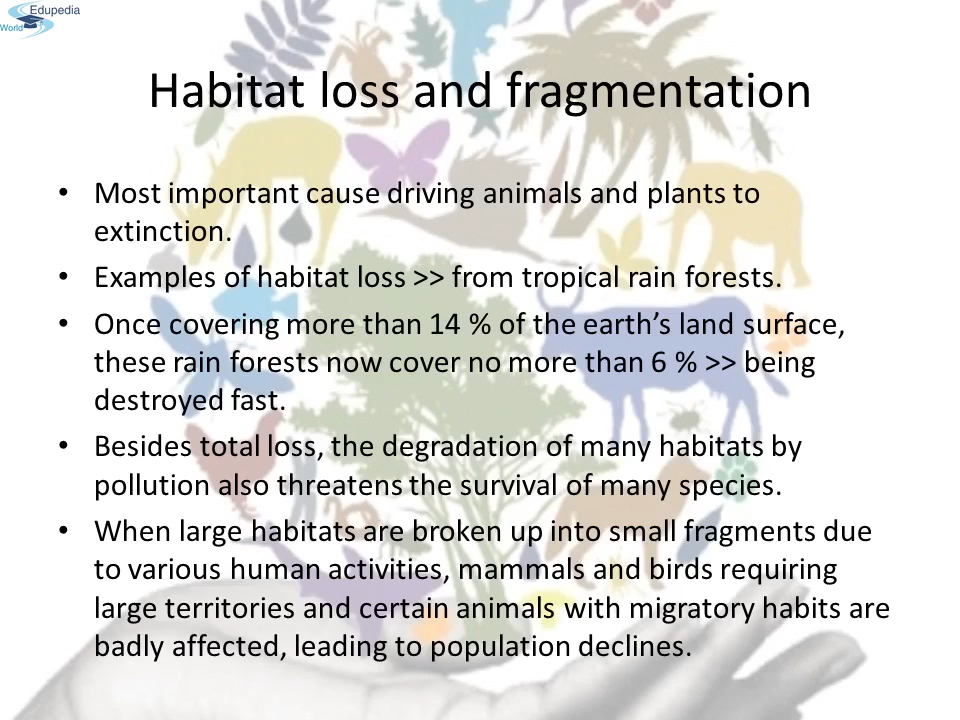 Edupedia
World
Habitat loss and fragmentation
• Most important cause driving animals and plants to
extinction.
• Examples of habitat loss >> from tropical rain forests.
• Once covering more than 14 % of the earth’s land surface,
these rain forests now cover no more than 6 % >> being
destroyed fast.
• Besides total loss, the degradation of many habitats by
pollution also threatens the survival of many species.
• When large habitats are broken up into small fragments due
to various human activities, mammals and birds requiring
large territories and certain animals with migratory habits are
badly affected, leading to population declines.